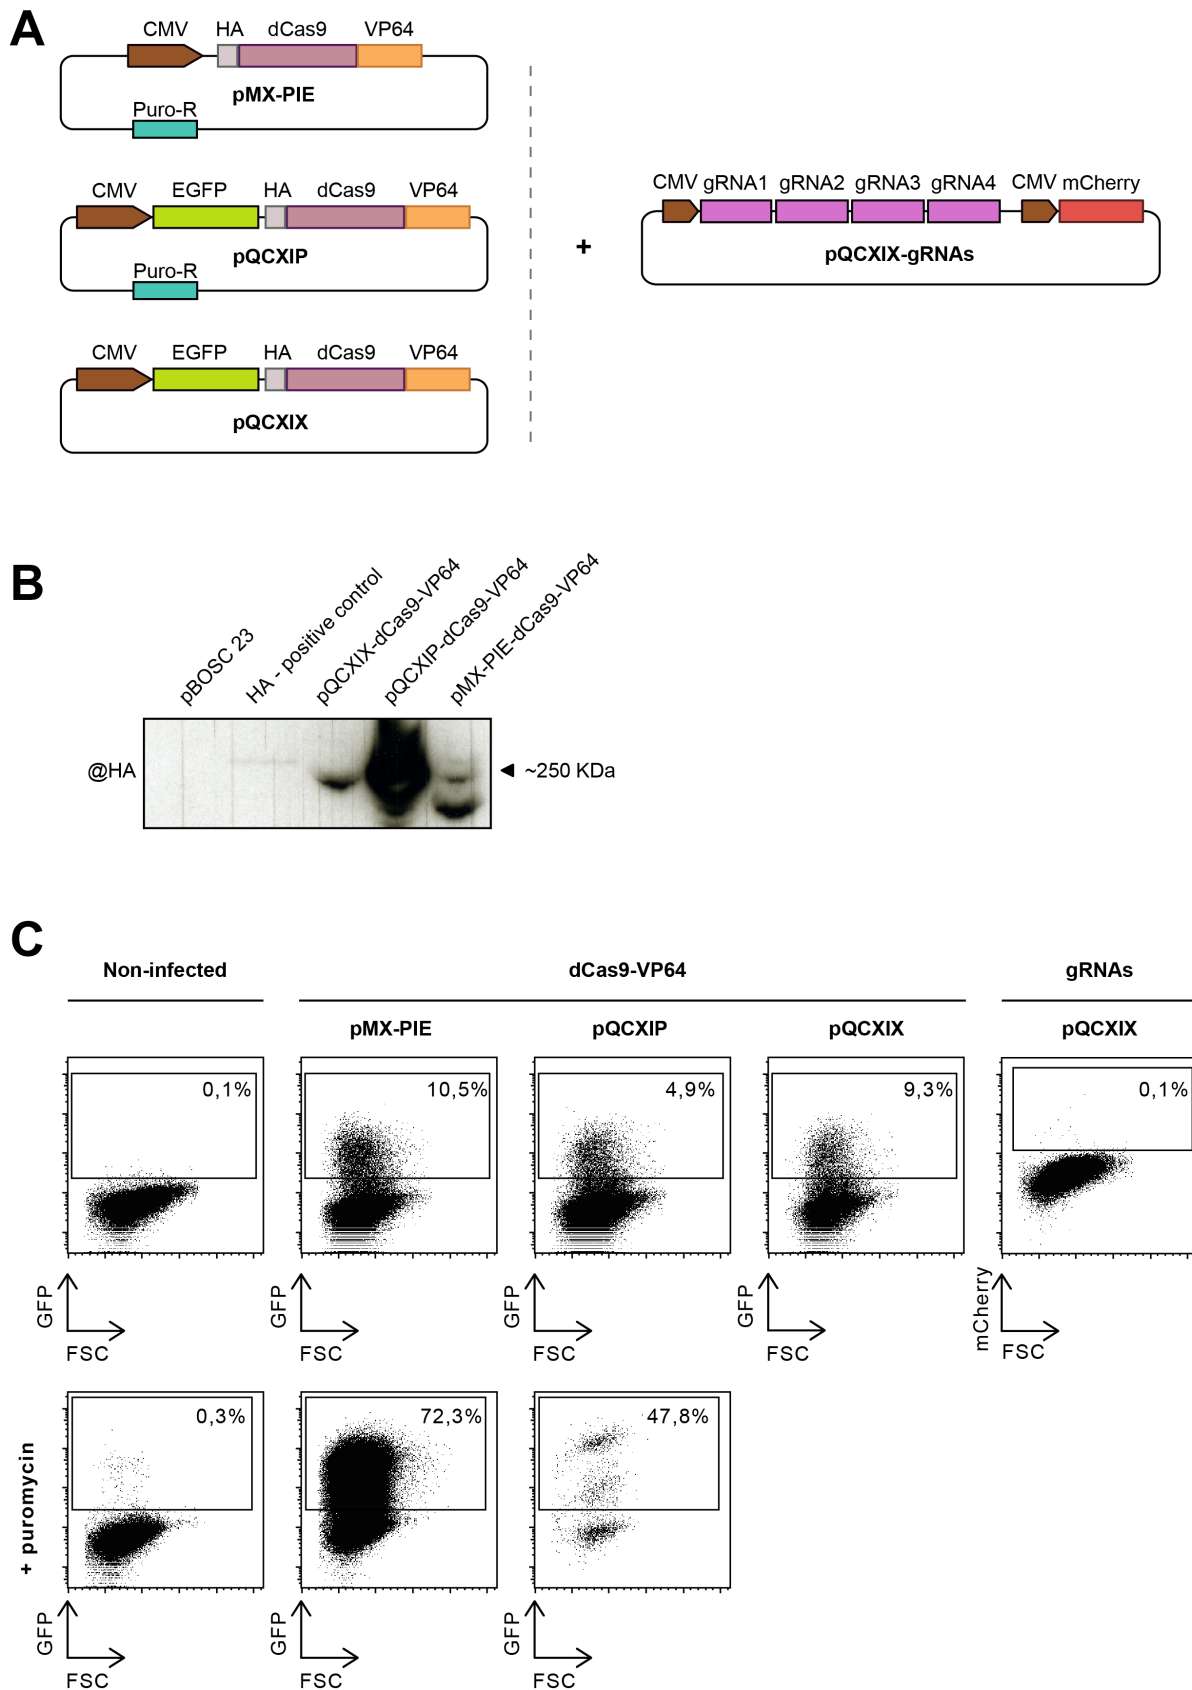 A
CMV HA dCas9 VP64
pMX-PIE
Puro-R
CMV EGFP HA dCas9 VP64
pQCXIP
Puro-R
CMV EGFP HA dCas9 VP64
pQCXIX
+
CMV gRNA1 gRNA2 gRNA3 gRNA4 CMV mCherry
pQCXIX-gRNAs
B
pBOSC 23
HA - positive control
pQCXIX-dCas9-VP64
pQCXIP-dCas9-VP64
pMX-PIE-dCas9-VP64
@HA
~250 KDa
C
Non-infected dCas9-VP64 gRNAs
pMX-PIE pQCXIP pQCXIX pQCXIX
0,1% 10,5% 4,9% 9,3% 0,1%
GFP GFP GFP GFP mCherry
FSC FSC FSC FSC FSC
+ puromycin
0,3% 72,3% 47,8%
GFP GFP GFP
FSC FSC FSC